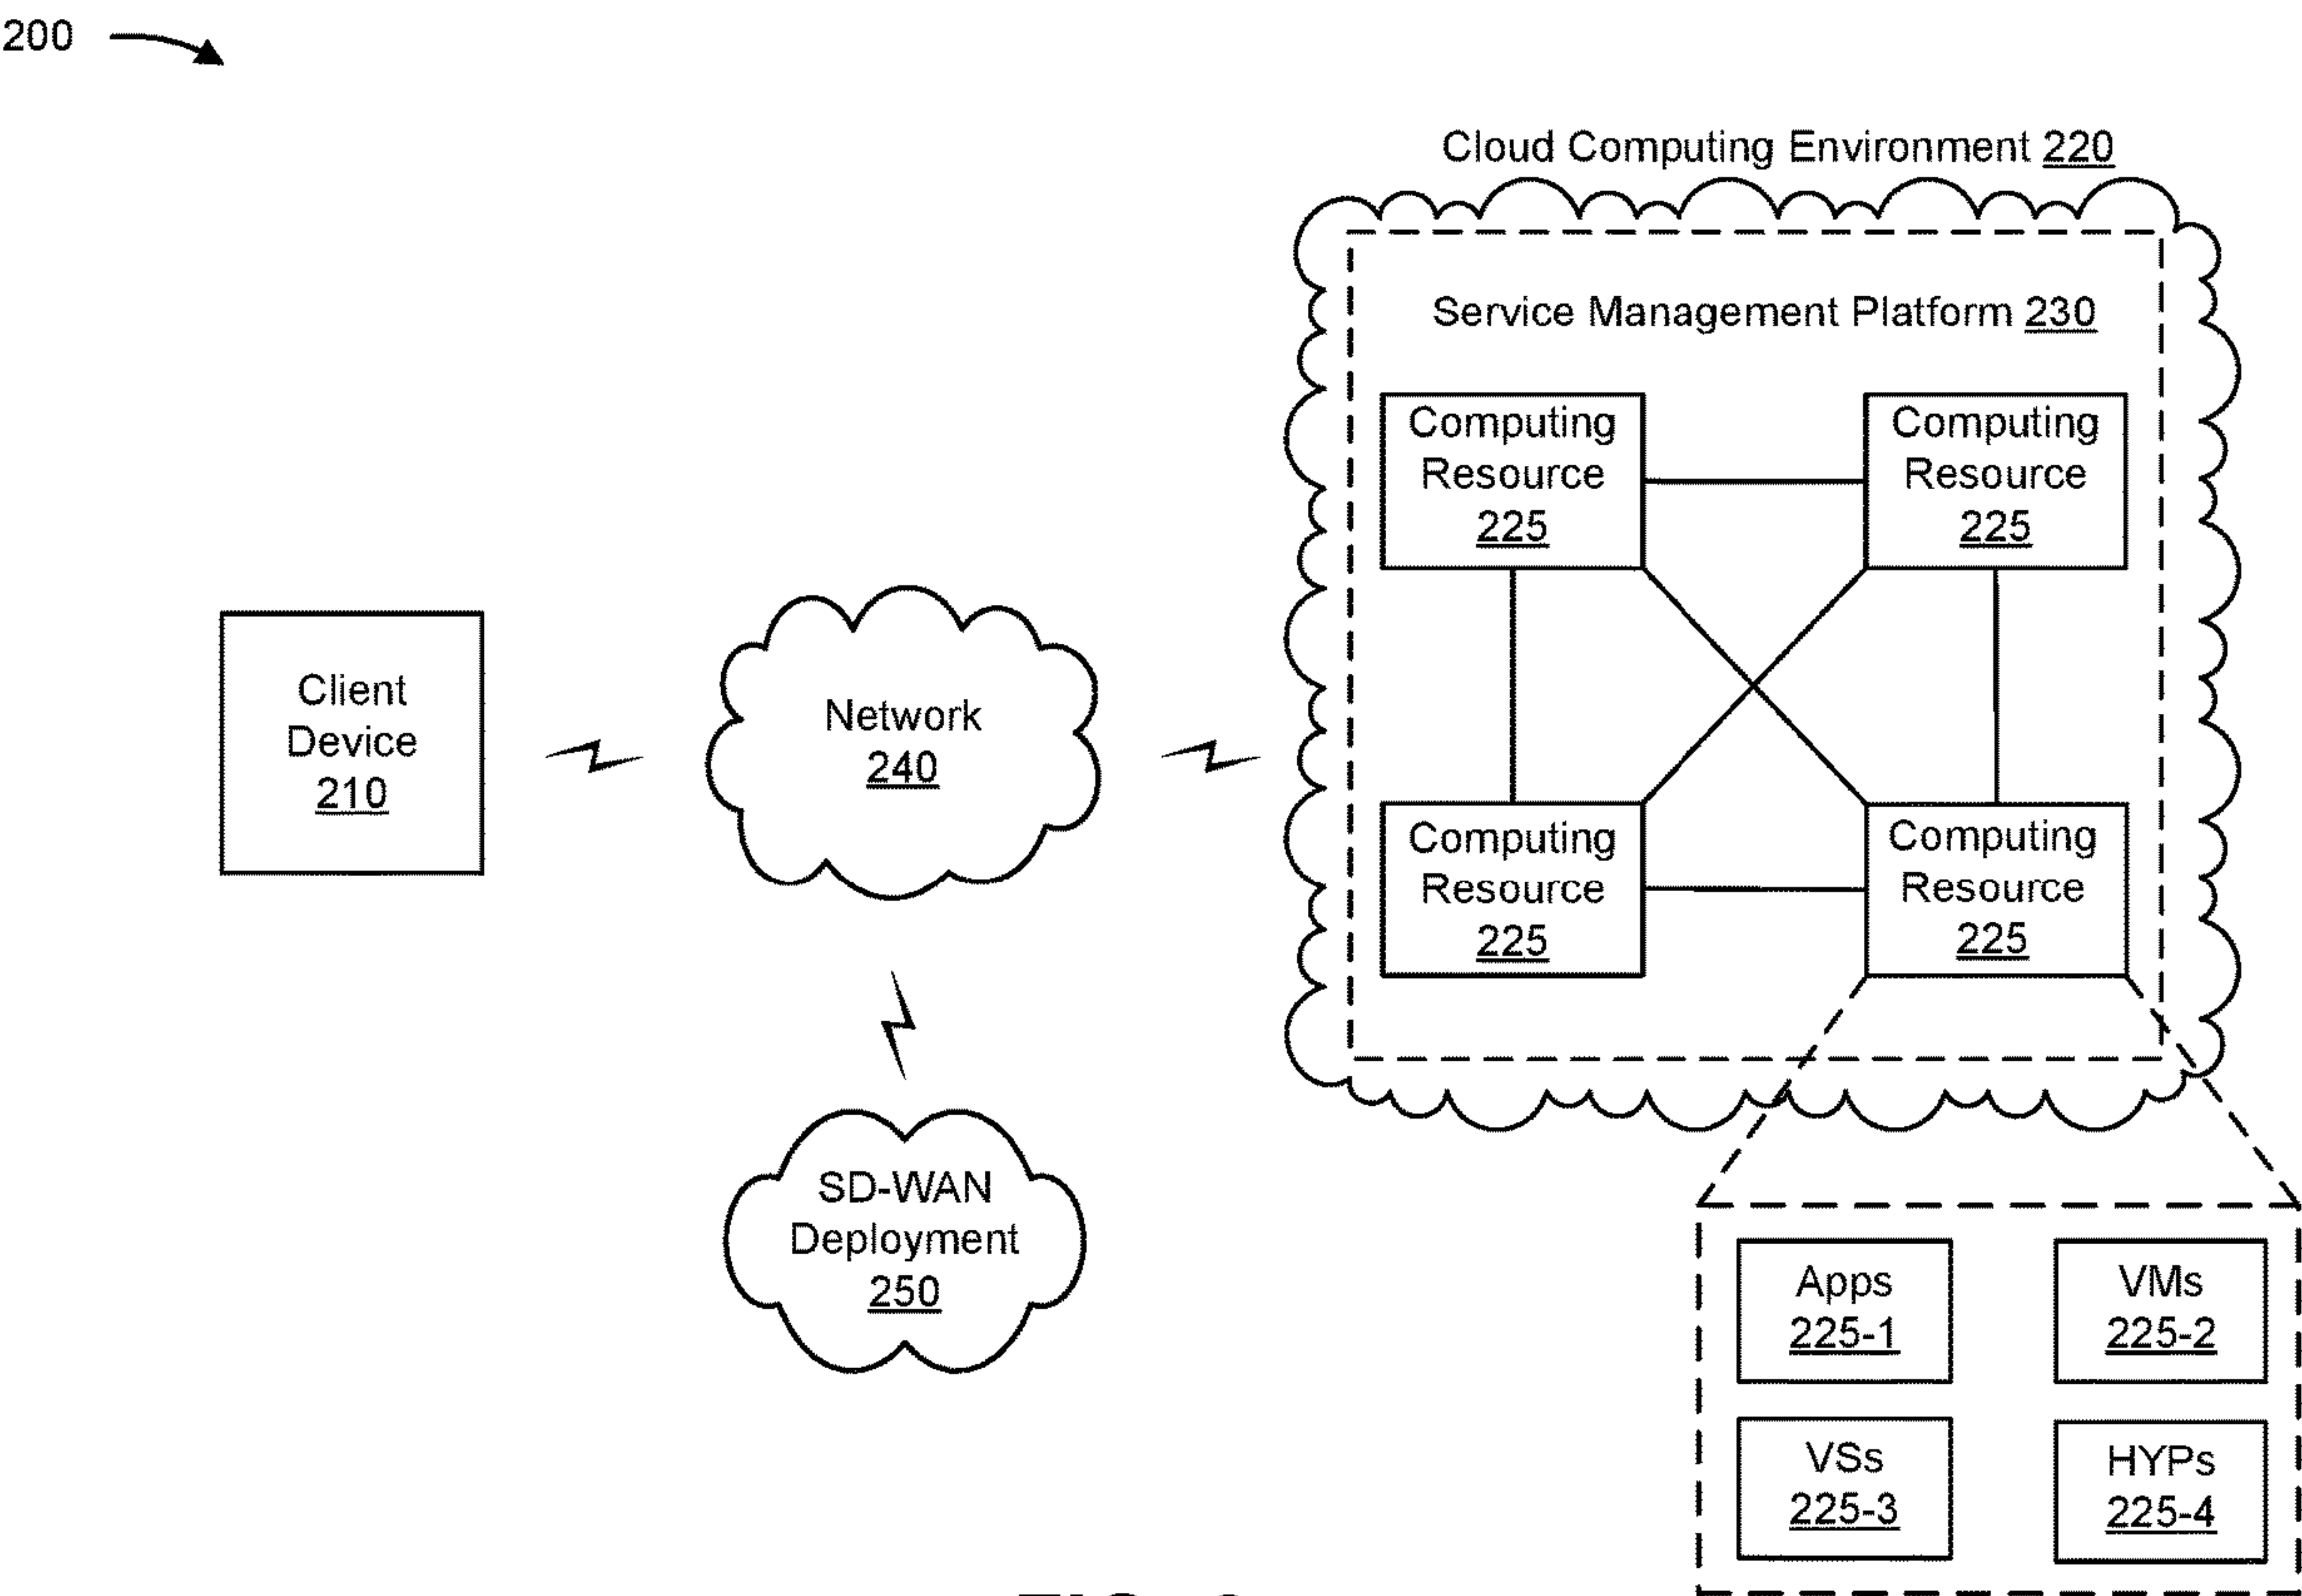 200
Cloud Computing Environment 220
Service Management Platform 230
Computing
Resource
225
Computing
Resource
225
Client
Device
210
Network
240
Computing
Resource
225
Computing
Resource
225
SD-WAN
Deployment
250
Apps
225-1
VMs
225-2
VSs
225-3
HYPs
225-4